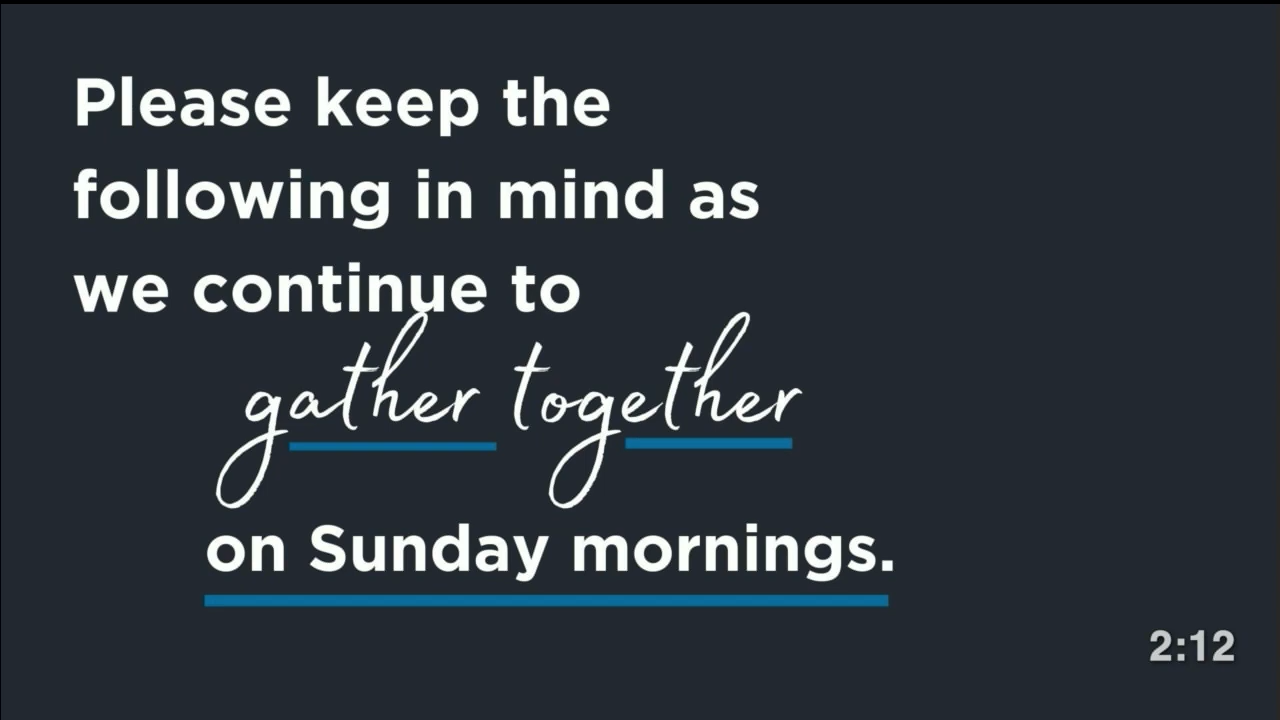 Please keep the
following in mind as
we continue to
gather together
on Sunday mornings.
2:12